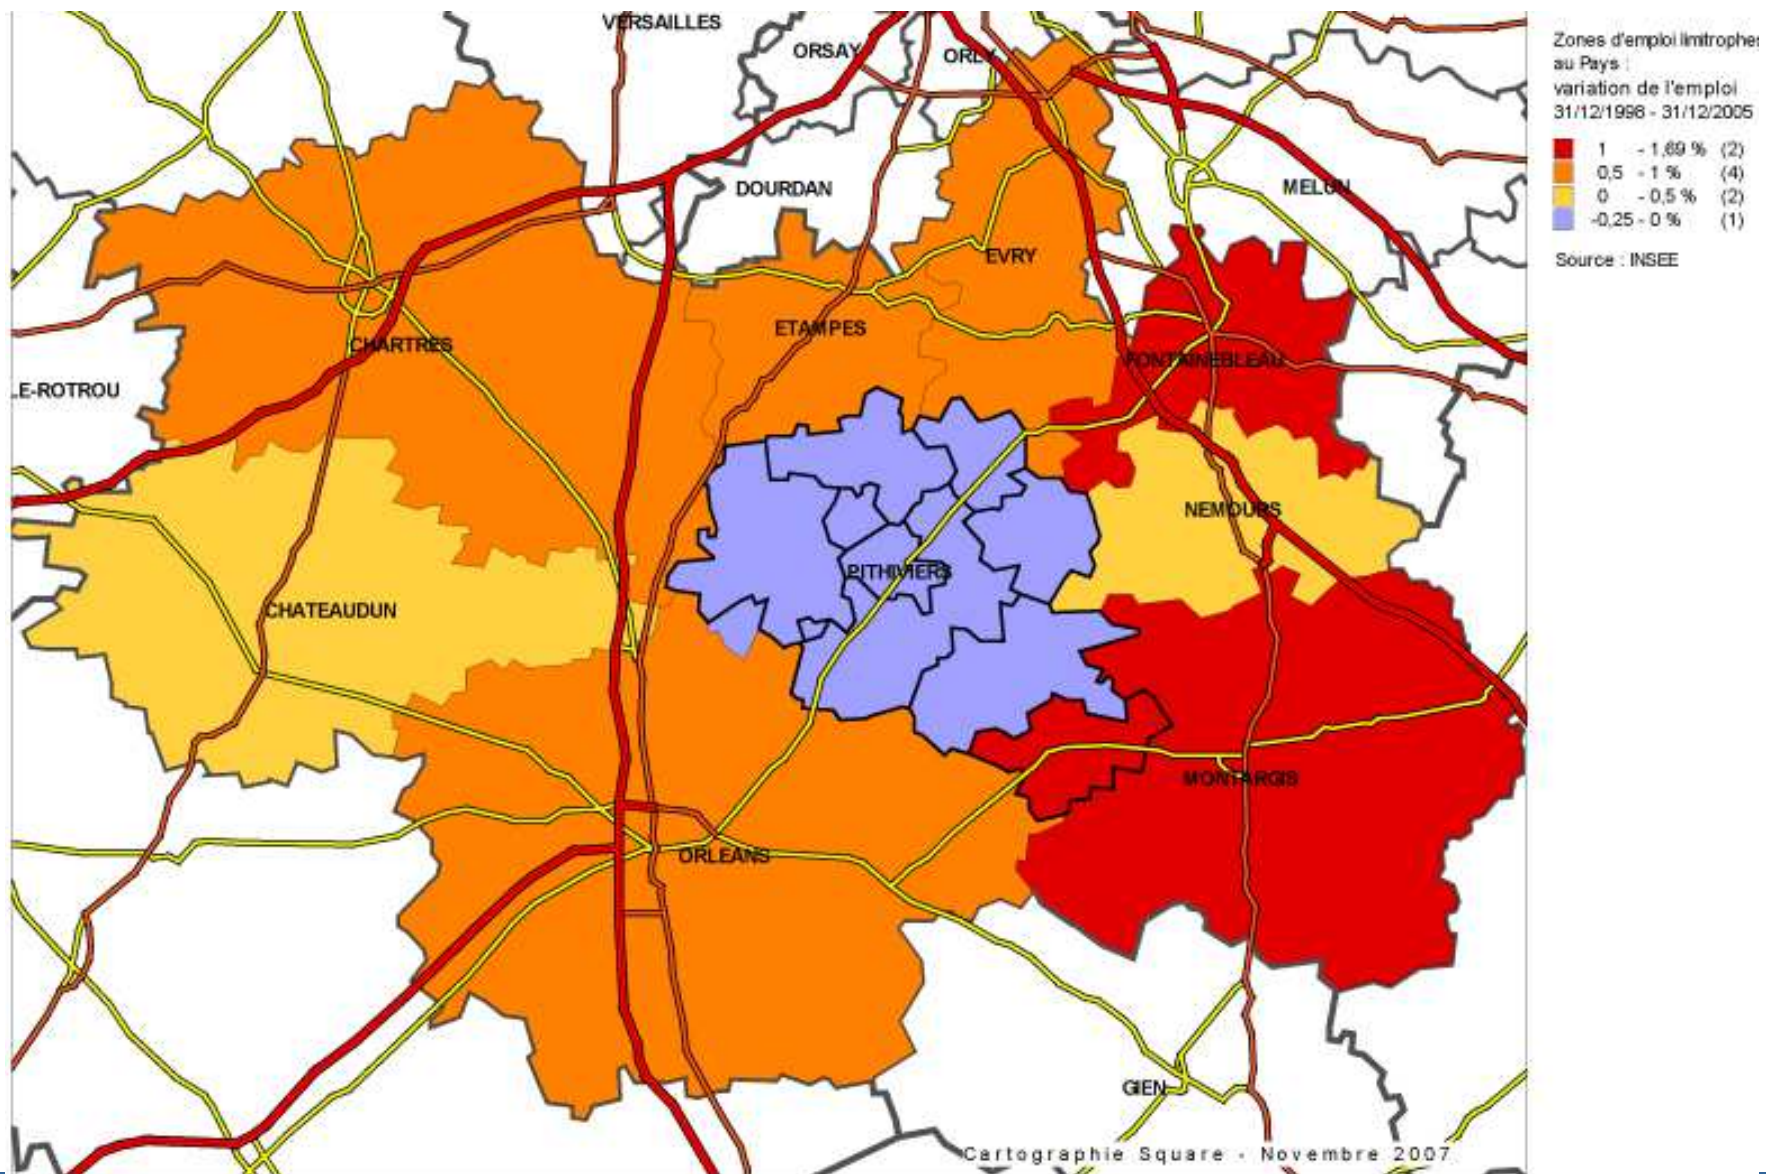 VERSAILLES
ORSAY
ORLY
DOURDAN
MELUN
EVRY
ETAMPES
CHARTRES
FONTAINEBLEAU
LE-ROTROU
NEMOURS
PITHIVIERS
CHATEAUDUN
MONTARGIS
ORLEANS
GIEN
Cartographie Square - Novembre 2007
Zones d'emploi limitrophes
au Pays :
variation de l'emploi
31/12/1998 - 31/12/2005
1 - 1,69 % (2)
0,5 - 1 % (4)
0 - 0,5 % (2)
-0,25 - 0 % (1)
Source : INSEE